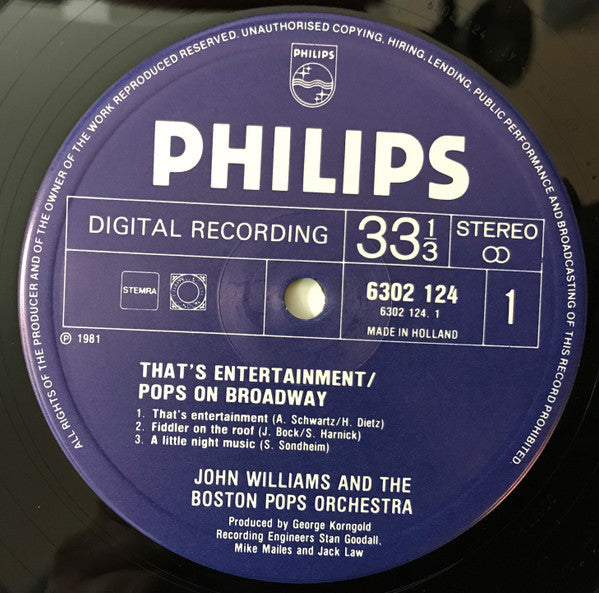 ALL RIGHTS OF THE PRODUCER AND OF THE OWNER OF THE WORK REPRODUCED RESERVED. UNAUTHORISED COPYING, HIRING, LENDING, PUBLIC PERFORMANCE AND BROADCASTING OF THIS RECORD PROHIBITED
PHILIPS
PHILIPS
DIGITAL RECORDING
33 1/3
STEREO
STEMRA
6302 124
6302 124. 1
MADE IN HOLLAND
1
℗ 1981
THAT'S ENTERTAINMENT/
POPS ON BROADWAY
1. That's entertainment (A. Schwartz/H. Dietz)
2. Fiddler on the roof (J. Bock/S. Harnick)
3. A little night music (S. Sondheim)
JOHN WILLIAMS AND THE
BOSTON POPS ORCHESTRA
Produced by George Korngold
Recording Engineers Stan Goodall,
Mike Mailes and Jack Law